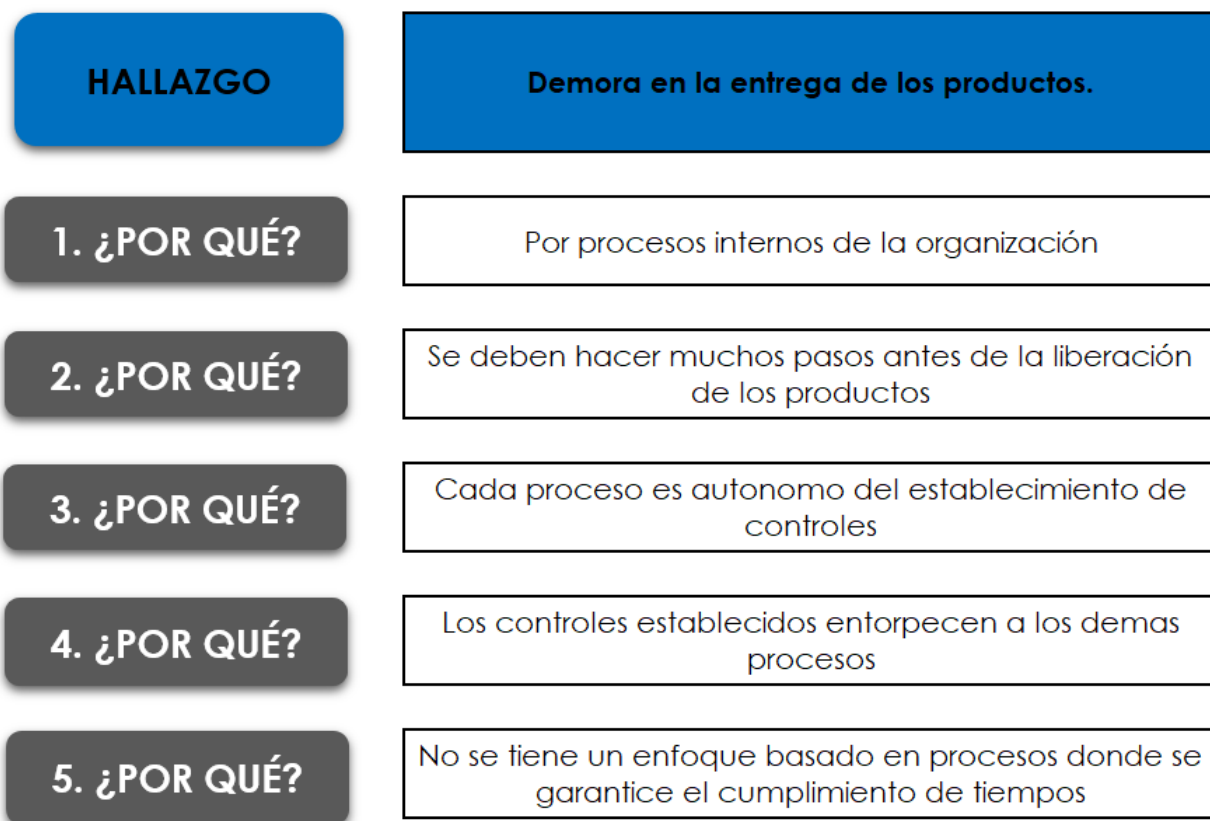 HALLAZGO
Demora en la entrega de los productos.
1. ¿POR QUÉ?
Por procesos internos de la organización
2. ¿POR QUÉ?
Se deben hacer muchos pasos antes de la liberación
de los productos
3. ¿POR QUÉ?
Cada proceso es autonomo del establecimiento de
controles
4. ¿POR QUÉ?
Los controles establecidos entorpecen a los demas
procesos
5. ¿POR QUÉ?
No se tiene un enfoque basado en procesos donde se
garantice el cumplimiento de tiempos